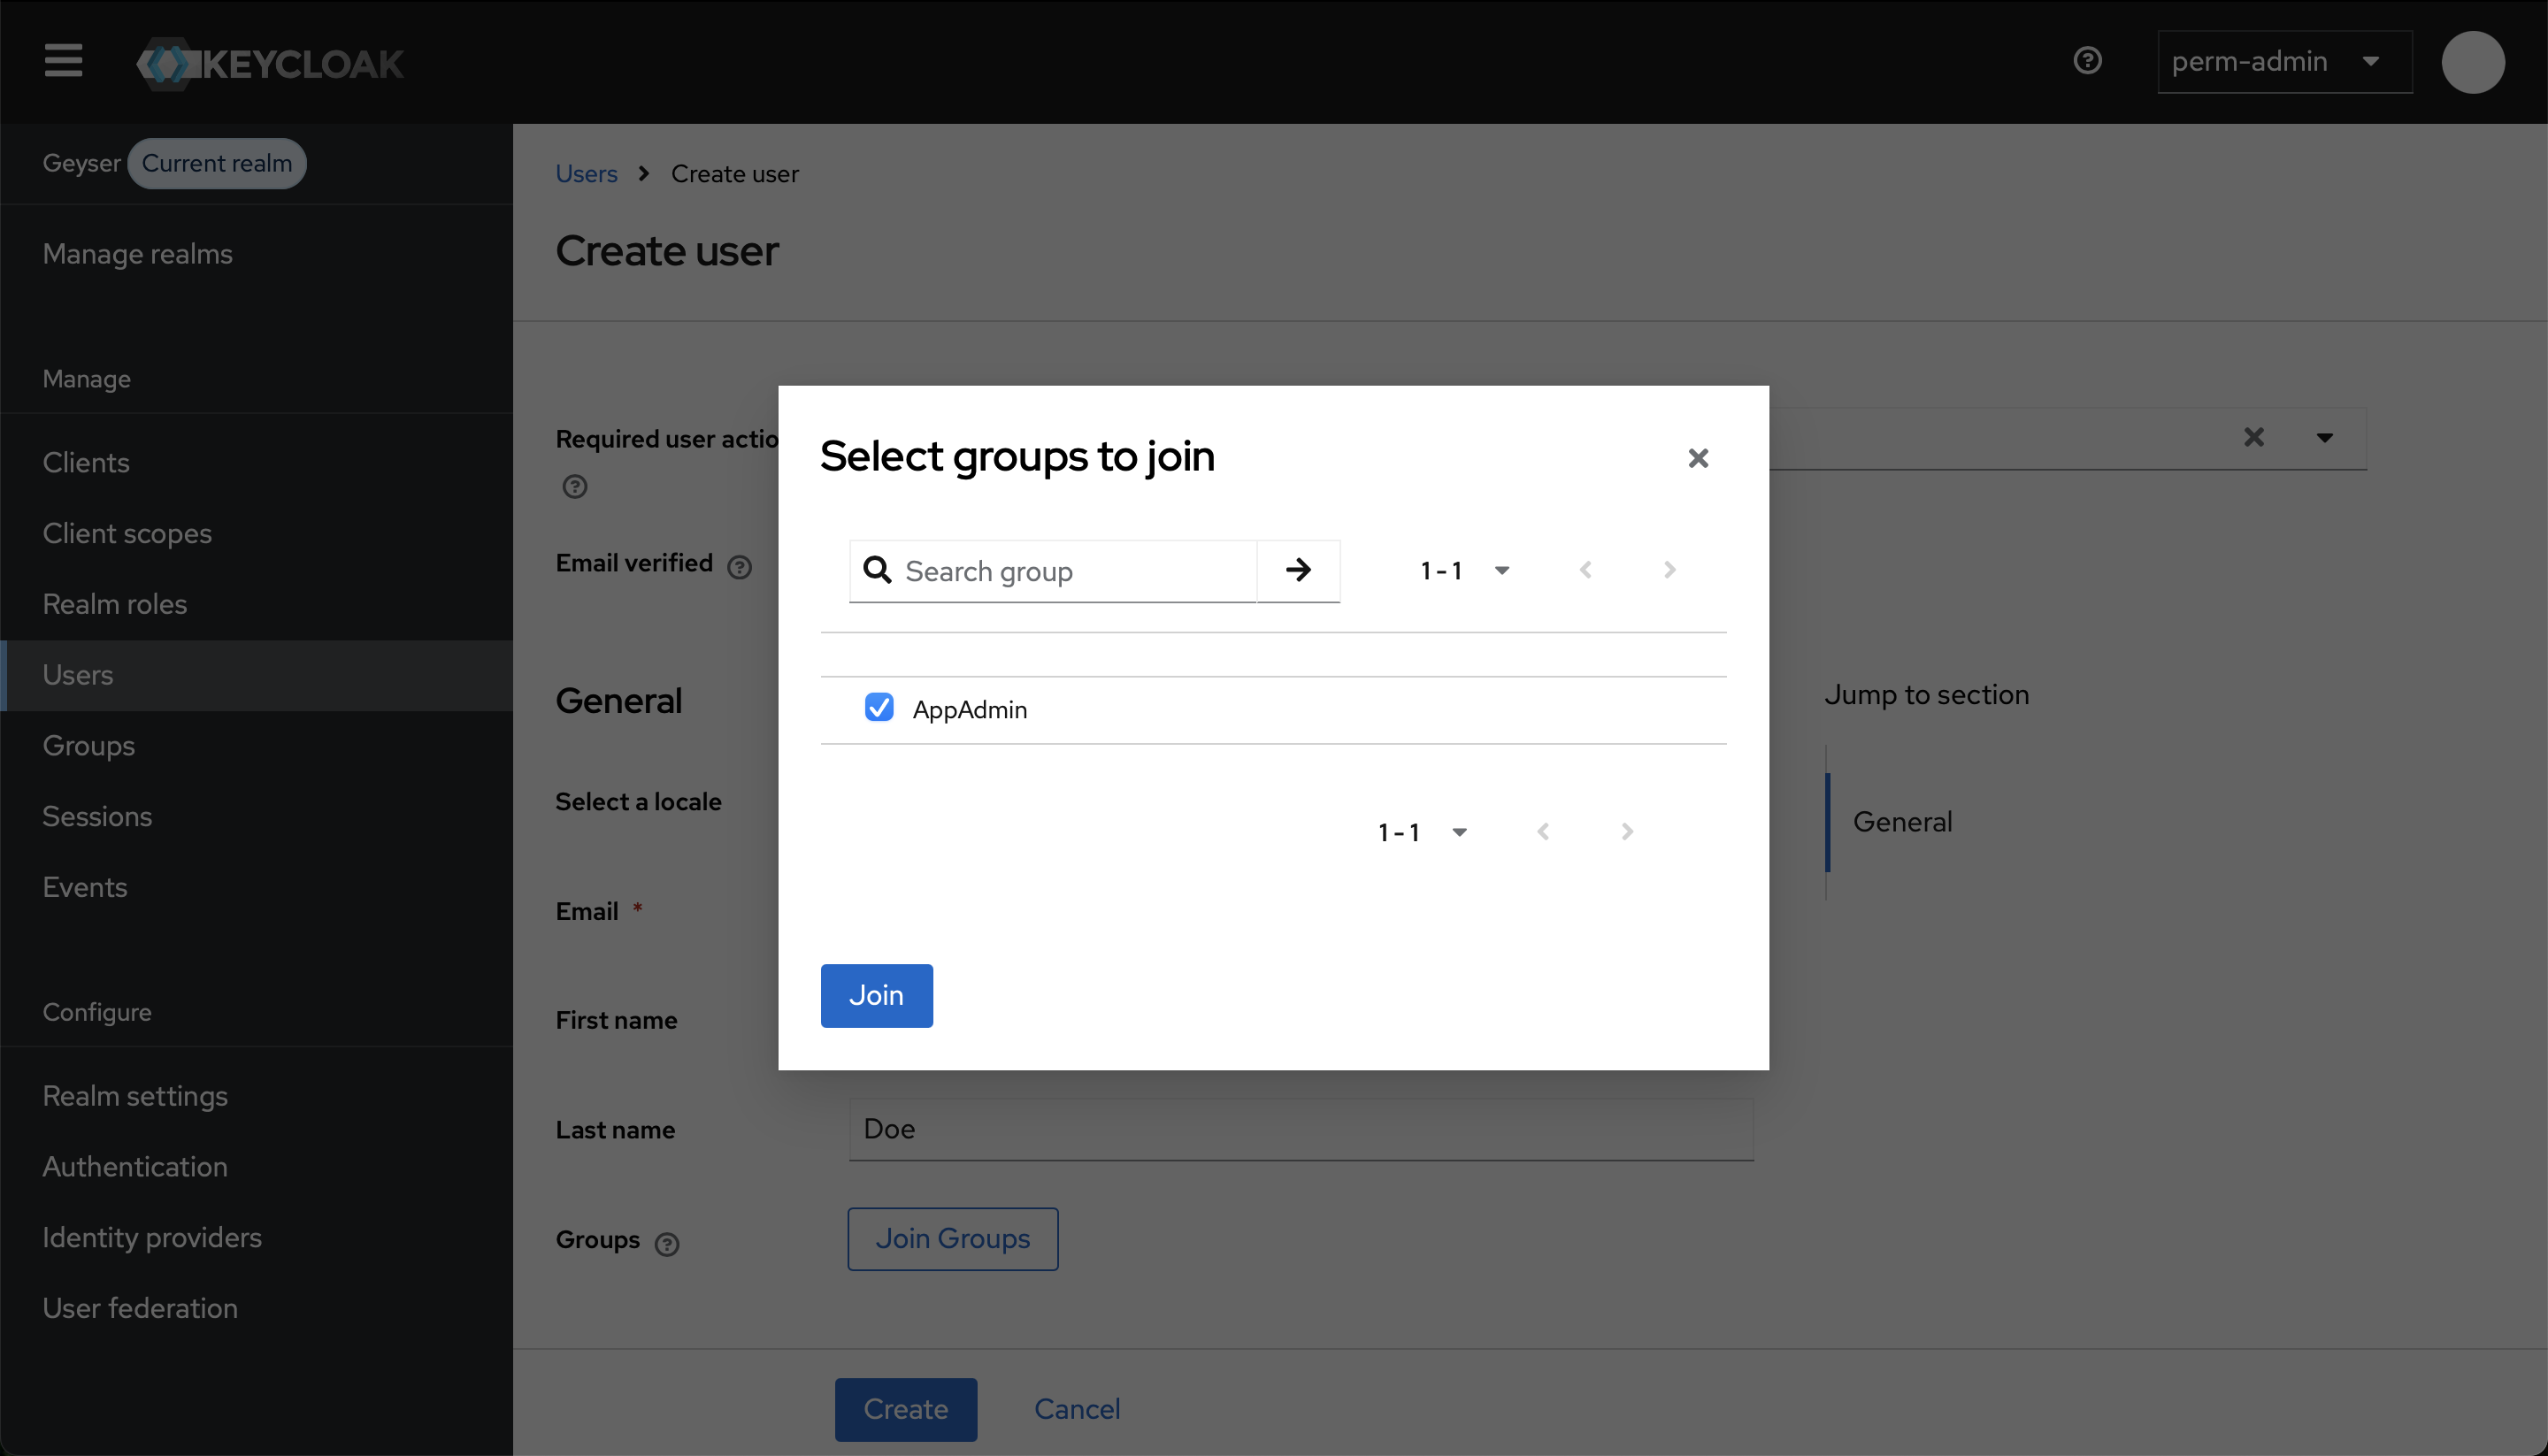 KEYCLOAK
perm-admin
Geyser Current realm
Manage realms
Manage
Clients
Client scopes
Realm roles
Users
Groups
Sessions
Events
Configure
Realm settings
Authentication
Identity providers
User federation
Users > Create user
Create user
Required user actio
Email verified
General
Select a locale
Email *
First name
Last name
Doe
Groups
Join Groups
Create
Cancel
Jump to section
General
Select groups to join
Search group
1 - 1
AppAdmin
1 - 1
Join